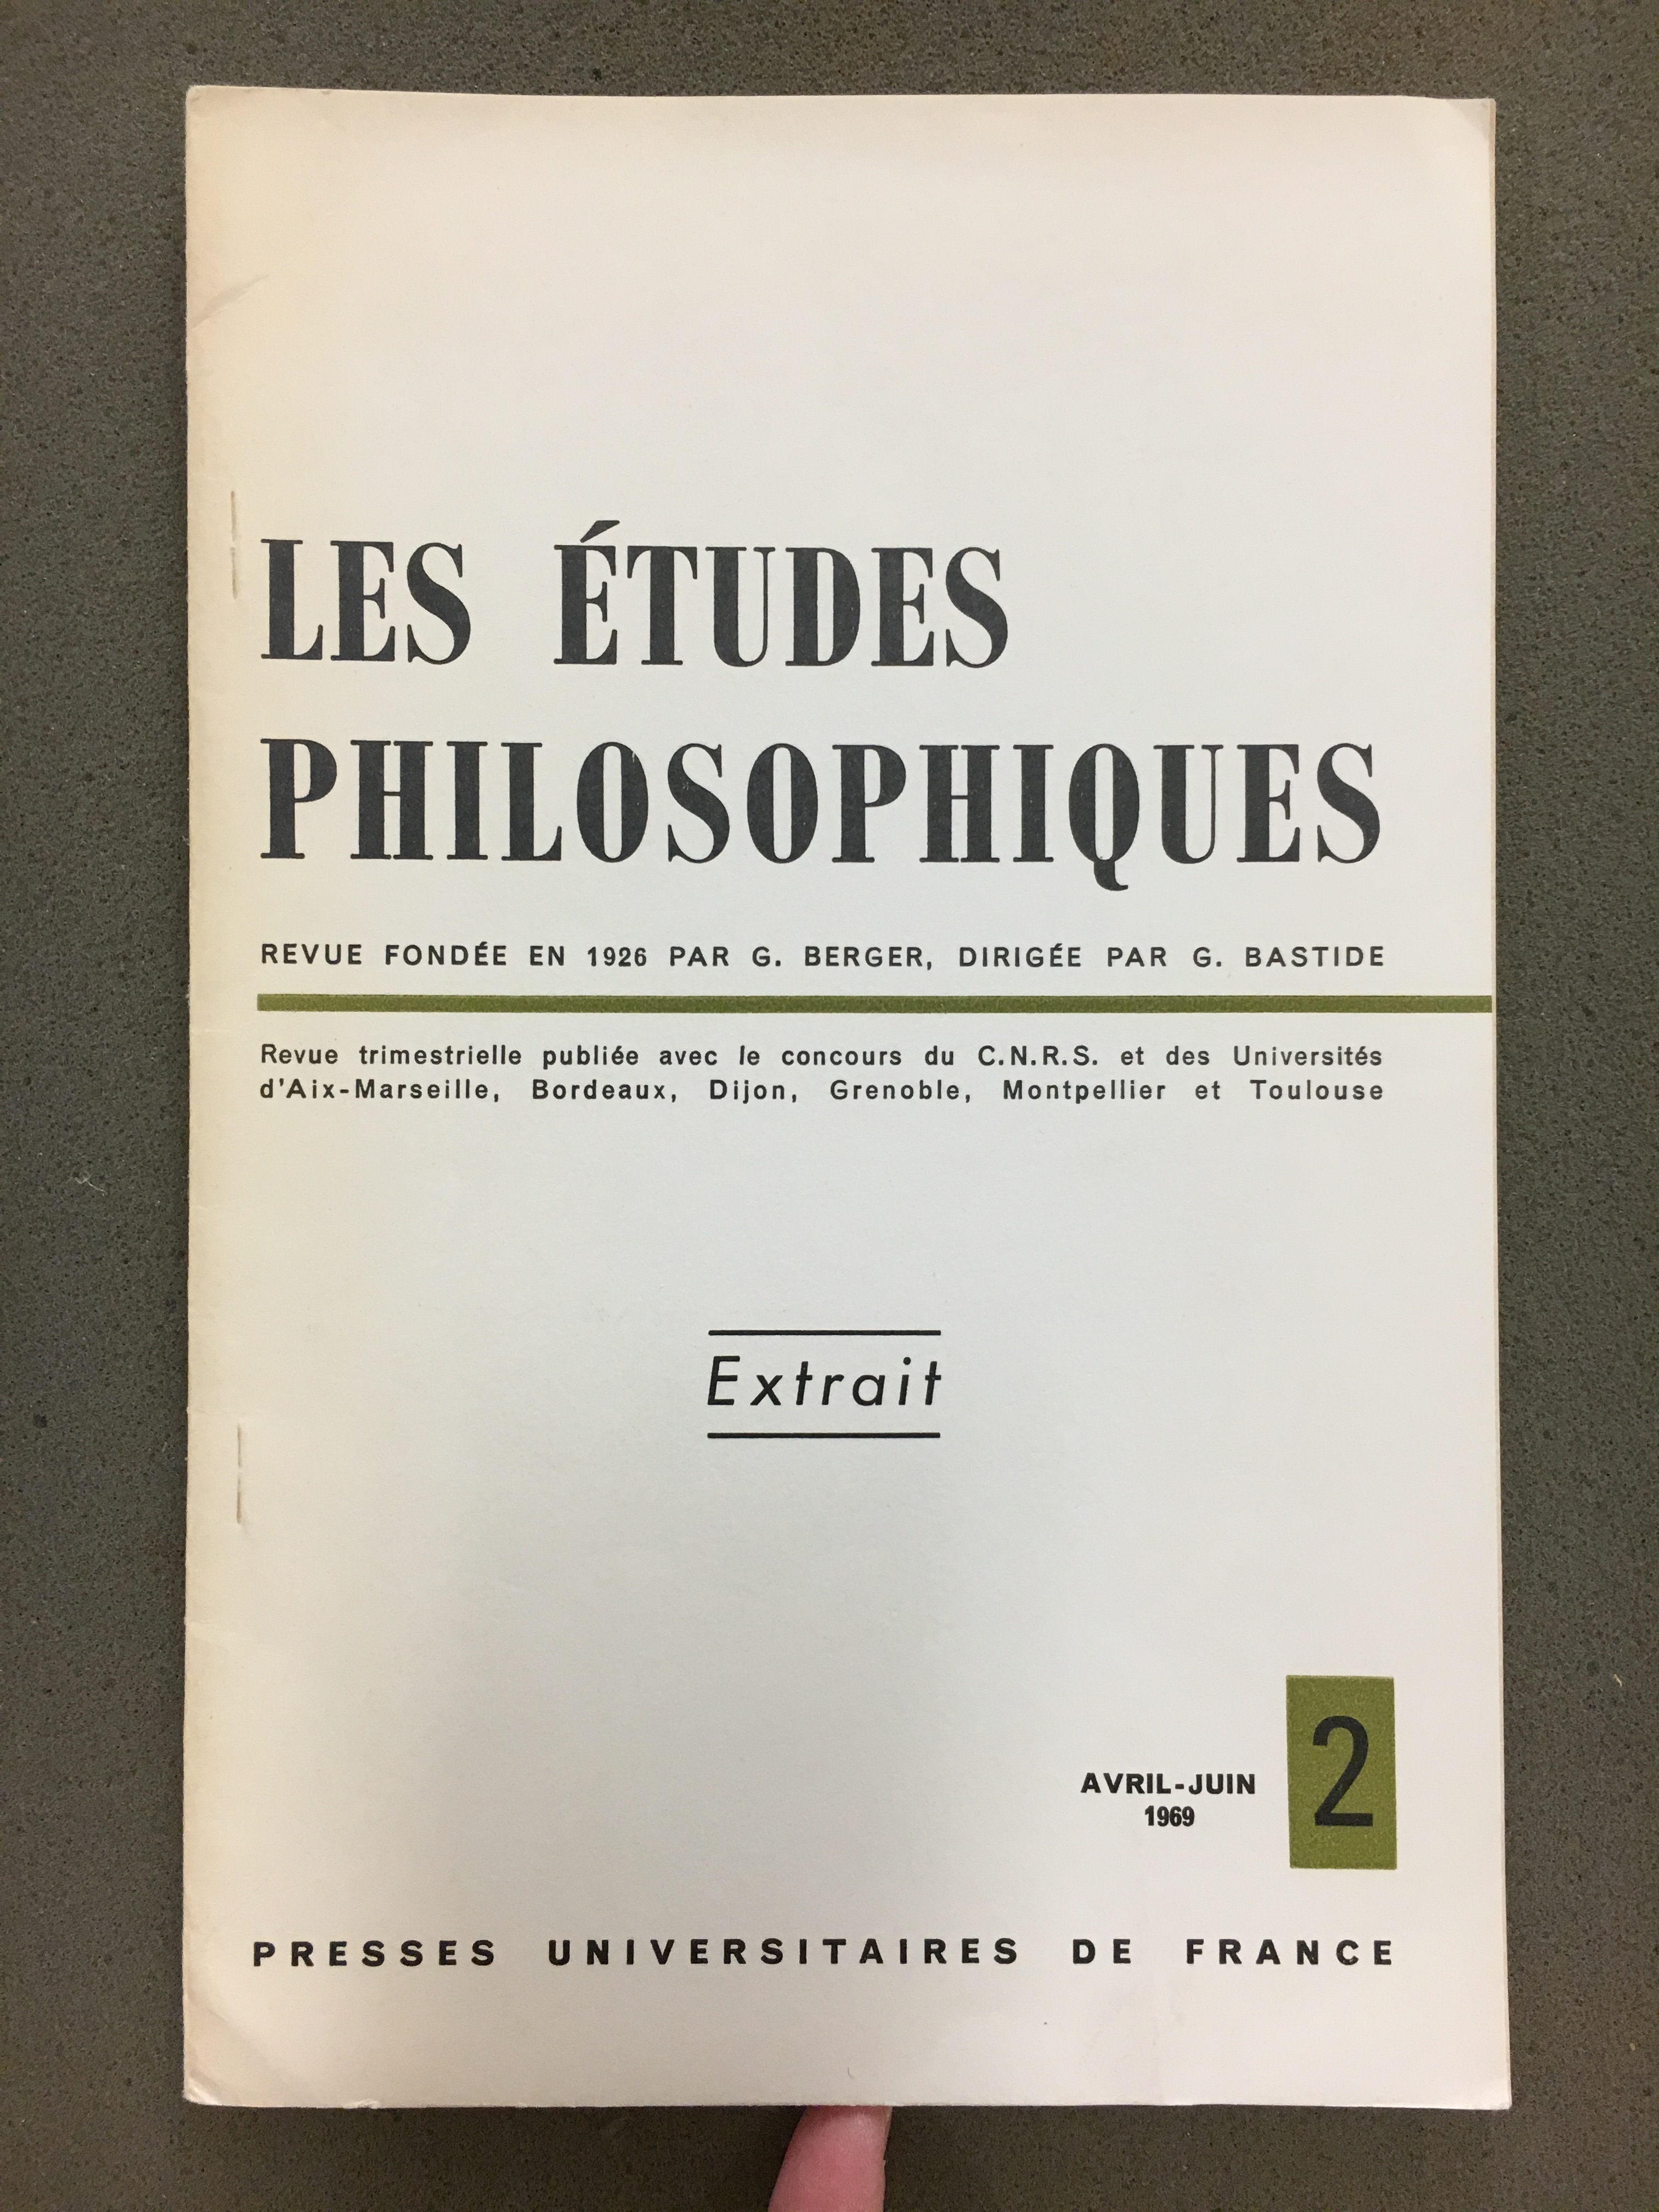 LES ÉTUDES
PHILOSOPHIQUES
REVUE FONDÉE EN 1926 PAR G. BERGER, DIRIGÉE PAR G. BASTIDE
Revue trimestrielle publiée avec le concours du C.N.R.S. et des Universités
d'Aix-Marseille, Bordeaux, Dijon, Grenoble, Montpellier et Toulouse
Extrait
AVRIL-JUIN
1969
2
PRESSES UNIVERSITAIRES DE FRANCE